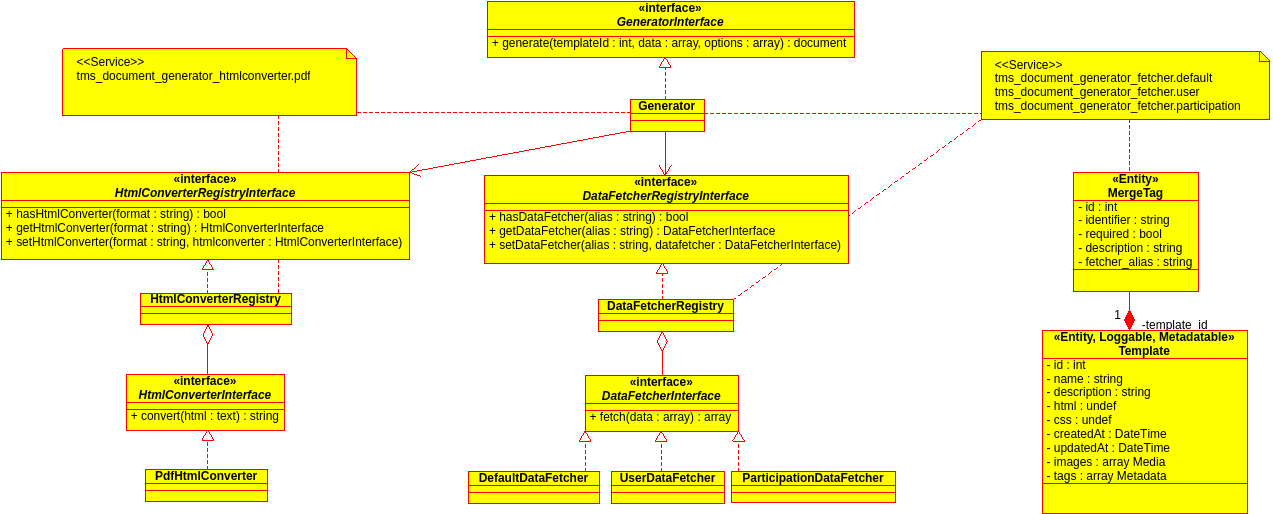 «interface»
GeneratorInterface
+ generate(templateId : int, data : array, options : array) : document
<<Service>>
tms_document_generator_htmlconverter.pdf
<<Service>>
tms_document_generator_fetcher.default
tms_document_generator_fetcher.user
tms_document_generator_fetcher.participation
Generator
«interface»
HtmlConverterRegistryInterface
+ hasHtmlConverter(format : string) : bool
+ getHtmlConverter(format : string) : HtmlConverterInterface
+ setHtmlConverter(format : string, htmlconverter : HtmlConverterInterface)
«interface»
DataFetcherRegistryInterface
+ hasDataFetcher(alias : string) : bool
+ getDataFetcher(alias : string) : DataFetcherInterface
+ setDataFetcher(alias : string, datafetcher : DataFetcherInterface)
«Entity»
MergeTag
- id : int
- identifier : string
- required : bool
- description : string
- fetcher_alias : string
HtmlConverterRegistry
DataFetcherRegistry
1
-template_id
«interface»
HtmlConverterInterface
+ convert(html : text) : string
«interface»
DataFetcherInterface
+ fetch(data : array) : array
«Entity, Loggable, Metadatable»
Template
- id : int
- name : string
- description : string
- html : undef
- css : undef
- createdAt : DateTime
- updatedAt : DateTime
- images : array Media
- tags : array Metadata
PdfHtmlConverter
DefaultDataFetcher
UserDataFetcher
ParticipationDataFetcher